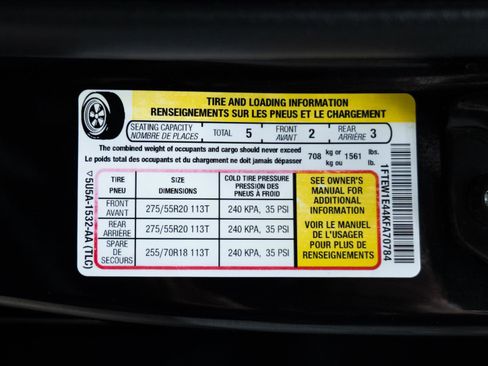 TIRE AND LOADING INFORMATION
RENSEIGNEMENTS SUR LES PNEUS ET LE CHARGEMENT
SEATING CAPACITY
NOMBRE DE PLACES
TOTAL 5
FRONT
AVANT 2
REAR
ARRIÈRE 3
The combined weight of occupants and cargo should never exceed
Le poids total des occupants et du chargement ne doit jamais dépasser
708 kg or 1561 lbs.
kg ou lb.
TIRE
PNEU
SIZE
DIMENSIONS
COLD TIRE PRESSURE
PRESSION DES
PNEUS À FROID
FRONT
AVANT
275/55R20 113T
240 KPA, 35 PSI
REAR
ARRIÈRE
275/55R20 113T
240 KPA, 35 PSI
SPARE
DE
SECOURS
255/70R18 113T
240 KPA, 35 PSI
SEE OWNER'S
MANUAL FOR
ADDITIONAL
INFORMATION
VOIR LE MANUEL
DE L'USAGER
POUR PLUS DE
RENSEIGNEMENTS
5U5A-1532-AA (TLC)
1FTEW1E44KFA70784